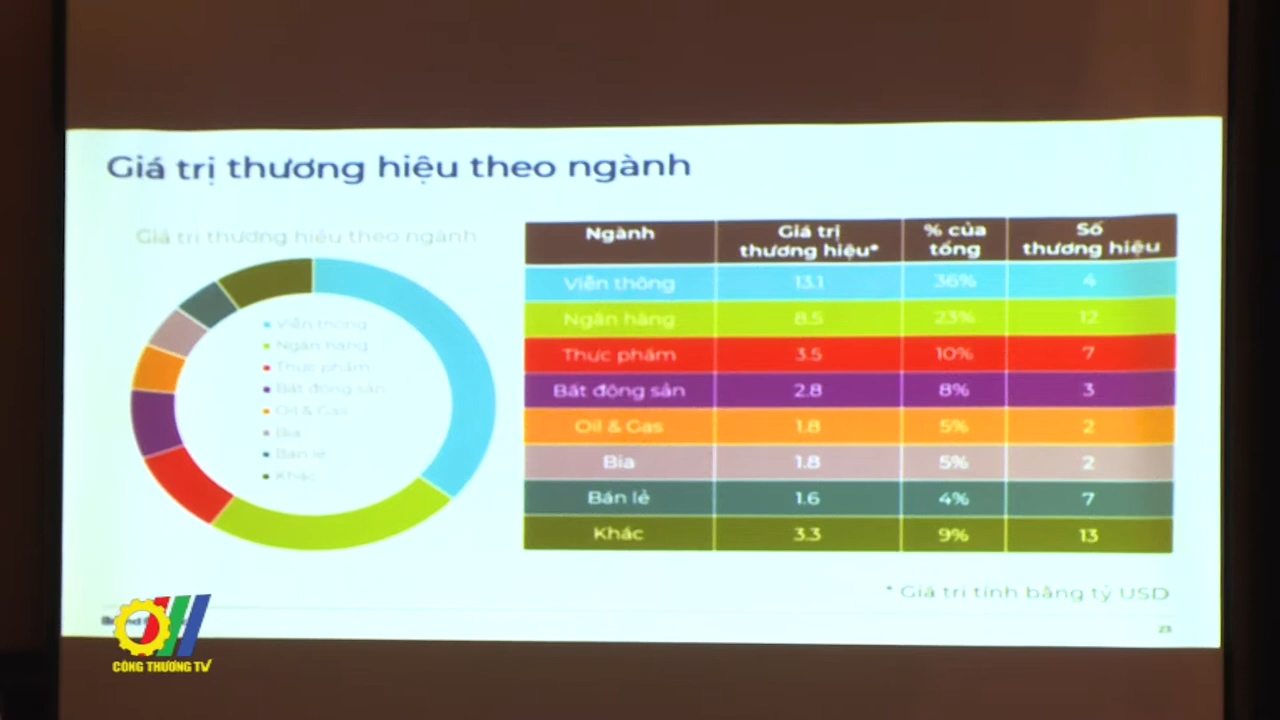 Giá trị thương hiệu theo ngành
Giá trị thương hiệu theo ngành
Viễn thông
Ngân hàng
Thực phẩm
Bất động sản
Oil & Gas
Bia
Bán lẻ
Khác
Ngành Giá trị thương hiệu* % của tổng Số thương hiệu
Viễn thông 13.1 36% 4
Ngân hàng 8.5 23% 12
Thực phẩm 3.5 10% 7
Bất động sản 2.8 8% 3
Oil & Gas 1.8 5% 2
Bia 1.8 5% 2
Bán lẻ 1.6 4% 7
Khác 3.3 9% 13
* Giá trị tính bằng tỷ USD
23
CÔNG THƯƠNG TV